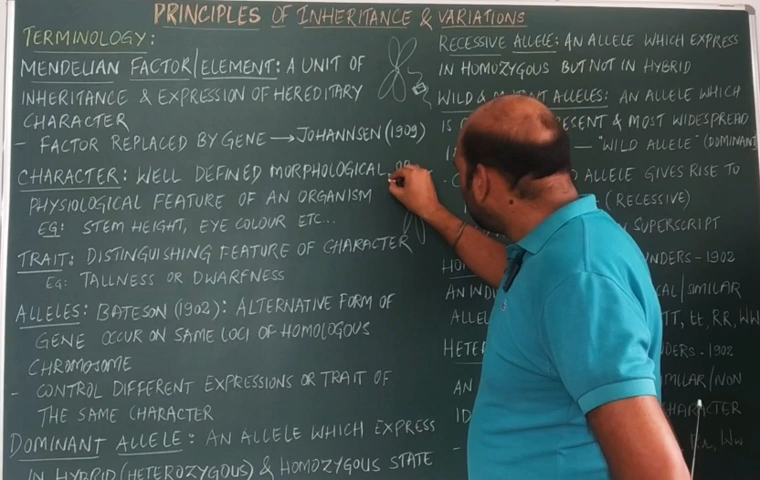 PRINCIPLES OF INHERITANCE & VARIATIONS
TERMINOLOGY:
MENDELIAN FACTOR/ELEMENT: A UNIT OF
INHERITANCE & EXPRESSION OF HEREDITARY
CHARACTER
- FACTOR REPLACED BY GENE → JOHANNSEN (1909)
CHARACTER: WELL DEFINED MORPHOLOGICAL OR
PHYSIOLOGICAL FEATURE OF AN ORGANISM
EG: STEM HEIGHT, EYE COLOUR ETC...
TRAIT: DISTINGUISHING FEATURE OF CHARACTER
EG: TALLNESS OR DWARFNESS
ALLELES: BATESON (1902): ALTERNATIVE FORM OF
GENE OCCUR ON SAME LOCI OF HOMOLOGOUS
CHROMOSOME
- CONTROL DIFFERENT EXPRESSIONS OR TRAIT OF
THE SAME CHARACTER
DOMINANT ALLELE: AN ALLELE WHICH EXPRESS
IN HYBRID (HETEROZYGOUS) & HOMOZYGOUS STATE
RECESSIVE ALLELE: AN ALLELE WHICH EXPRESS
IN HOMOZYGOUS BUT NOT IN HYBRID
WILD & MUTANT ALLELES: AN ALLELE WHICH
IS PRESENT & MOST WIDESPREAD
— "WILD ALLELE" (DOMINANT
ALLELE GIVES RISE TO
(RECESSIVE)
SUPERSCRIPT
- 1902
AN /SIMILAR
TT, tt, RR, WW
HETER - 1902
AN /NON
CHARACTER
Ww